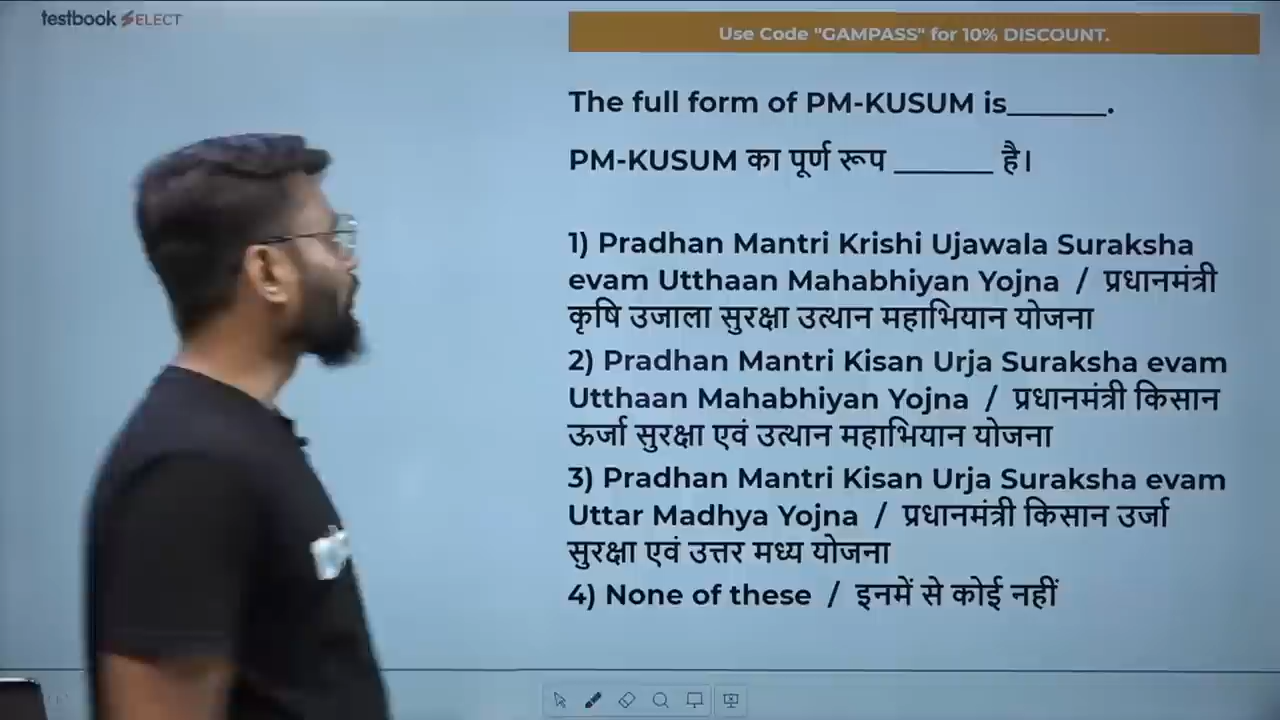 testbook SELECT
Use Code "GAMPASS" for 10% DISCOUNT.
The full form of PM-KUSUM is______.
PM-KUSUM का पूर्ण रूप ______ है।
1) Pradhan Mantri Krishi Ujawala Suraksha
evam Utthaan Mahabhiyan Yojna / प्रधानमंत्री
कृषि उजाला सुरक्षा उत्थान महाभियान योजना
2) Pradhan Mantri Kisan Urja Suraksha evam
Utthaan Mahabhiyan Yojna / प्रधानमंत्री किसान
ऊर्जा सुरक्षा एवं उत्थान महाभियान योजना
3) Pradhan Mantri Kisan Urja Suraksha evam
Uttar Madhya Yojna / प्रधानमंत्री किसान उर्जा
सुरक्षा एवं उत्तर मध्य योजना
4) None of these / इनमें से कोई नहीं